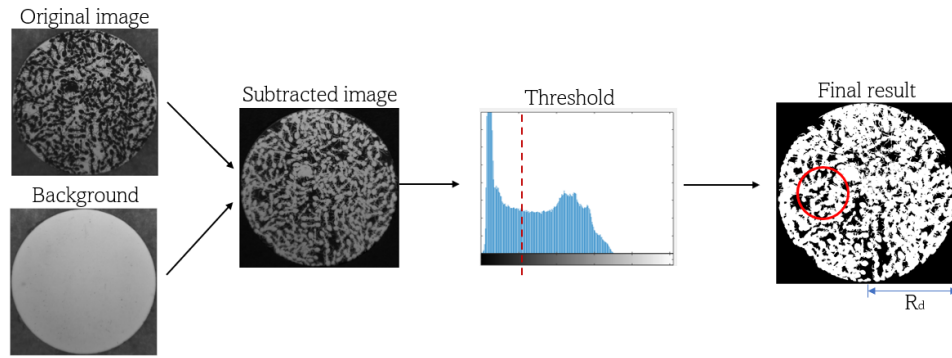 Original image
Background
Subtracted image
Threshold
Final result
Rd